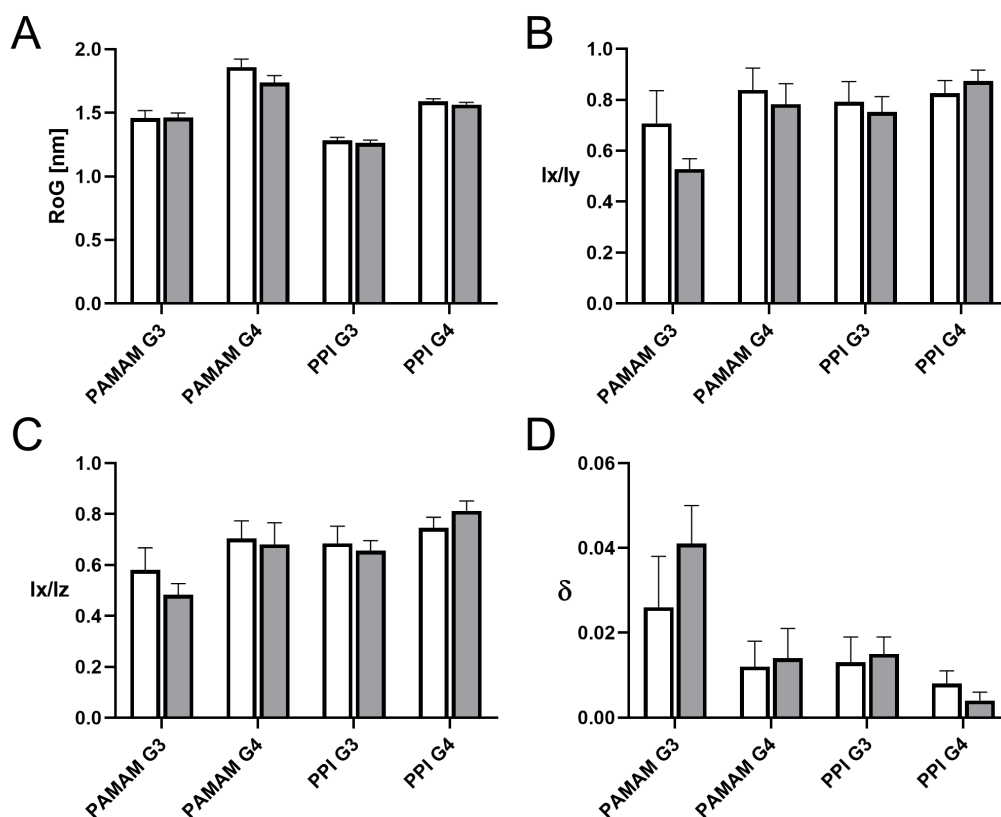 A
RoG [nm]
2.0
1.5
1.0
0.5
0.0
PAMAM G3
PAMAM G4
PPI G3
PPI G4
B
Ix/Iy
1.0
0.8
0.6
0.4
0.2
0.0
PAMAM G3
PAMAM G4
PPI G3
PPI G4
C
Ix/Iz
1.0
0.8
0.6
0.4
0.2
0.0
PAMAM G3
PAMAM G4
PPI G3
PPI G4
D
δ
0.06
0.04
0.02
0.00
PAMAM G3
PAMAM G4
PPI G3
PPI G4